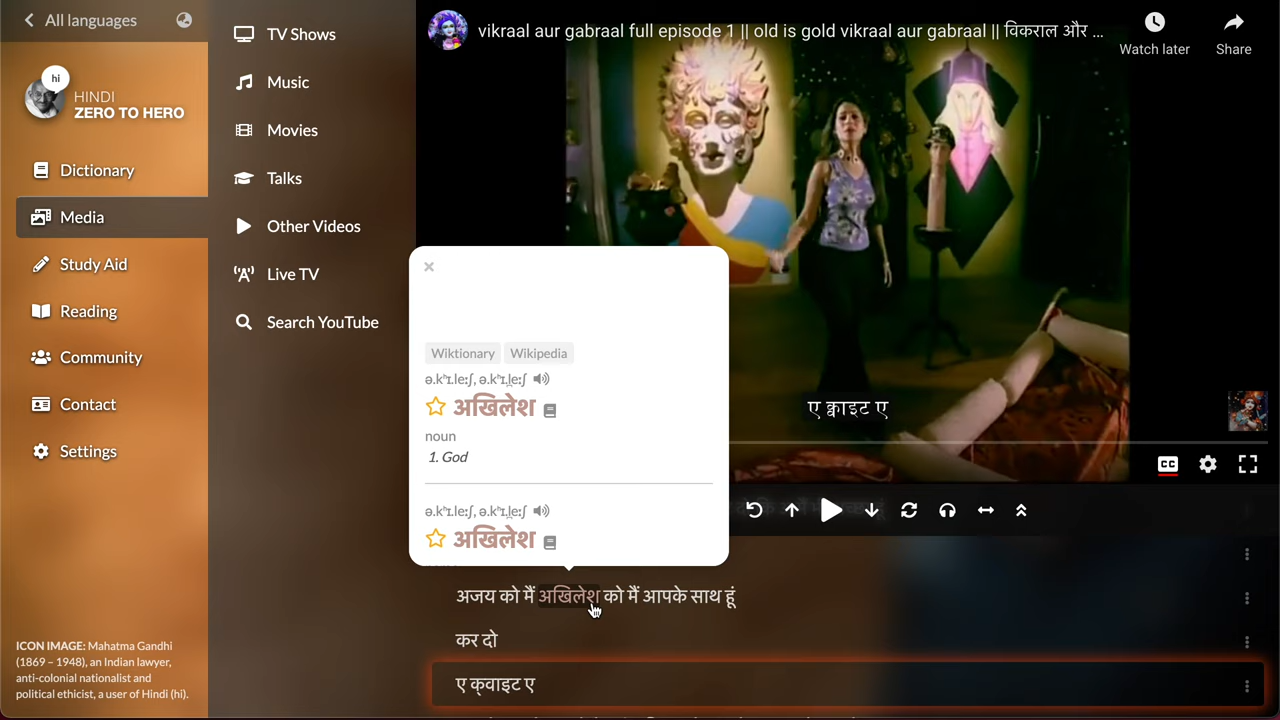 All languages
hi
HINDI
ZERO TO HERO
Dictionary
Media
Study Aid
Reading
Community
Contact
Settings
ICON IMAGE: Mahatma Gandhi
(1869 – 1948), an Indian lawyer,
anti-colonial nationalist and
political ethicist, a user of Hindi (hi).
TV Shows
Music
Movies
Talks
Other Videos
Live TV
Search YouTube
vikraal aur gabraal full episode 1 || old is gold vikraal aur gabraal || विकराल और ...
Watch later
Share
ए क्वाइट ए
CC
×
Wiktionary
Wikipedia
ə.kʰɪ.leːʃ, ə.kʰɪ.l̪eːʃ
अखिलेश
noun
1. God
ə.kʰɪ.leːʃ, ə.kʰɪ.l̪eːʃ
अखिलेश
अजय को मैं अखिलेश को मैं आपके साथ हूं
कर दो
ए क्वाइट ए